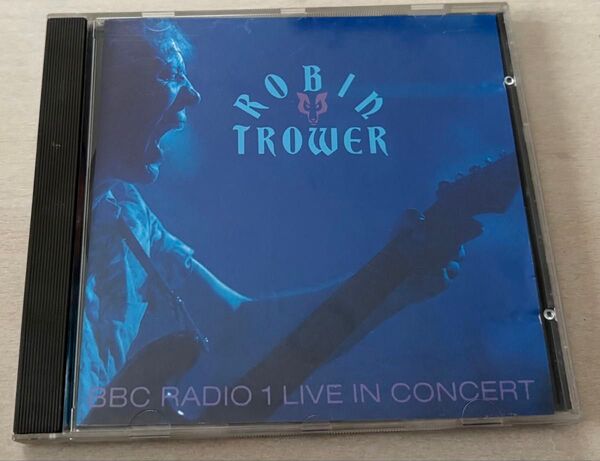 ROBIN
TROWER
BBC RADIO 1 LIVE IN CONCERT